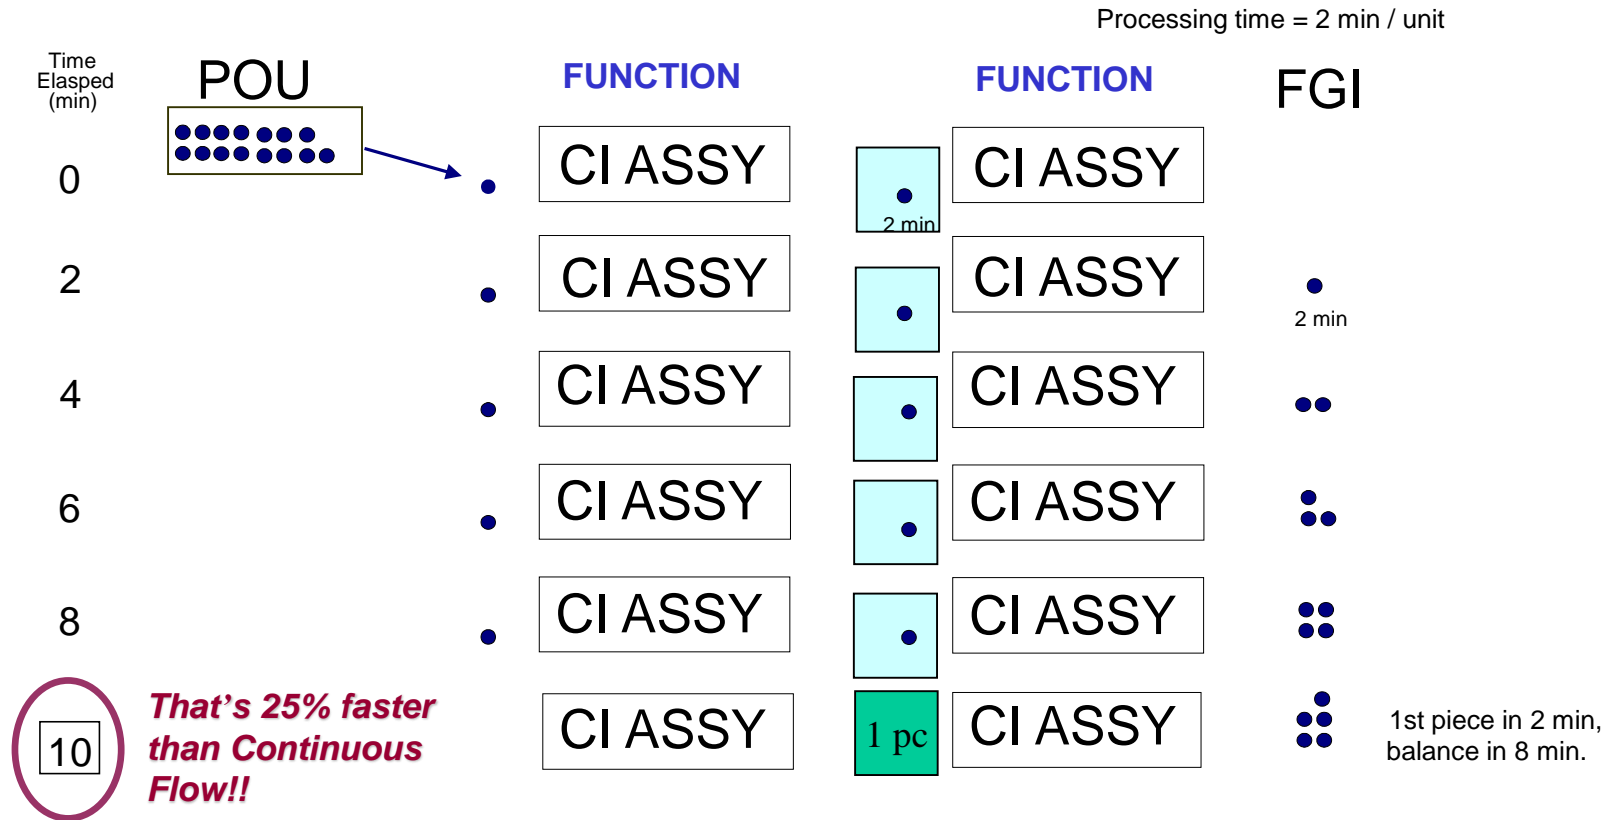 Processing time = 2 min / unit
Time
Elasped
(min)
POU
FUNCTION
FUNCTION
FGI
0
CI ASSY
2 min
CI ASSY
2
CI ASSY
CI ASSY
2 min
4
CI ASSY
CI ASSY
6
CI ASSY
CI ASSY
8
CI ASSY
CI ASSY
10
That's 25% faster
than Continuous
Flow!!
CI ASSY
1 pc
CI ASSY
1st piece in 2 min,
balance in 8 min.